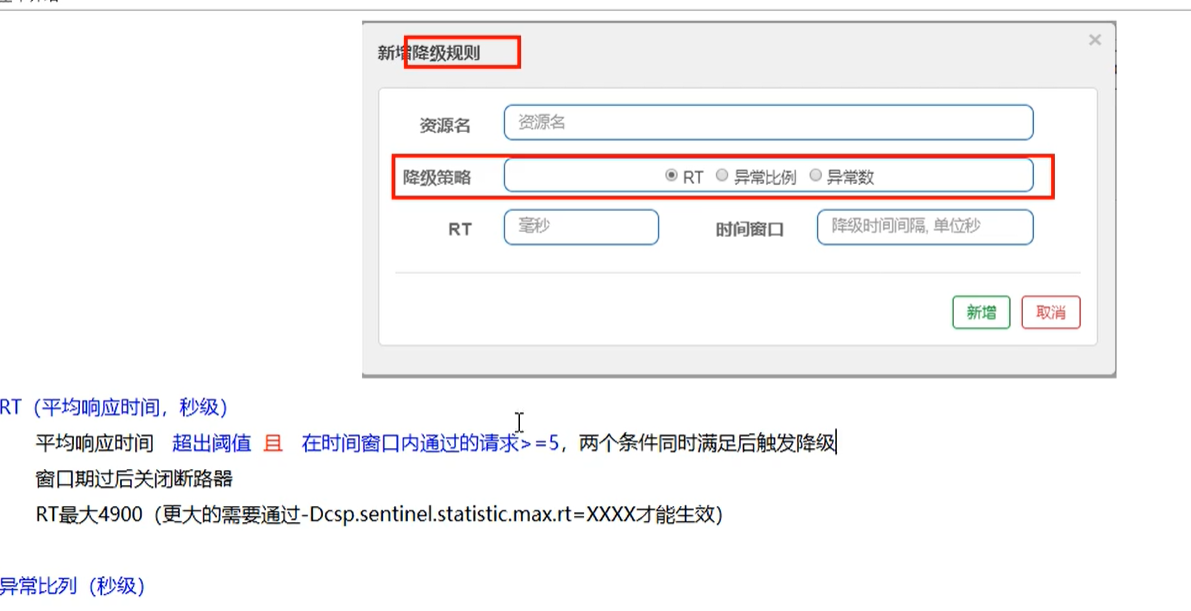 新增降级规则 ×
资源名 资源名
降级策略 RT 异常比例 异常数
RT 毫秒 时间窗口 降级时间间隔, 单位秒
新增 取消
RT（平均响应时间，秒级）
平均响应时间 超出阈值 且 在时间窗口内通过的请求>=5，两个条件同时满足后触发降级
窗口期过后关闭断路器
RT最大4900（更大的需要通过-Dcsp.sentinel.statistic.max.rt=XXXX才能生效）
异常比列（秒级）